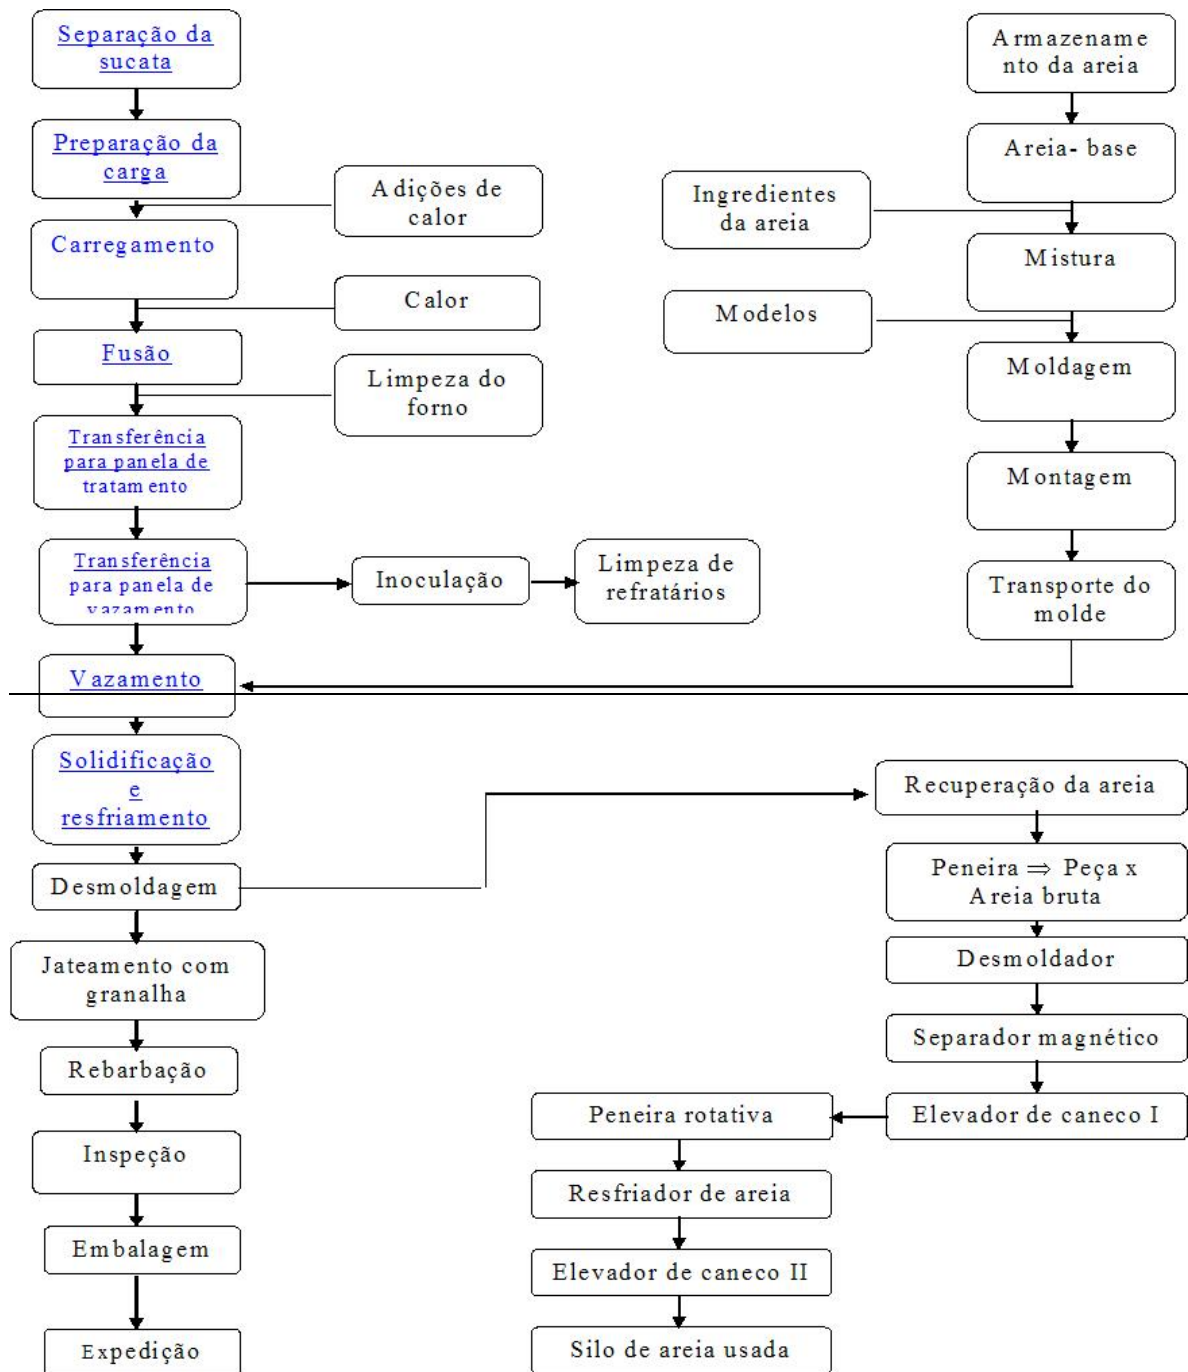 Separação da
sucata
Preparação da
carga
Adições de
calor
Carregamento
Calor
Fusão
Limpeza do
forno
Transferência
para panela de
tratamento
Transferência
para panela de
vazamento
Inoculação
Limpeza de
refratários
Armazename
nto da areia
Areia- base
Ingredientes
da areia
Mistura
Modelos
Moldagem
Montagem
Transporte do
molde
Vazamento
Solidificação
e
resfriamento
Desmoldagem
Jateamento com
granalha
Rebarbação
Inspeção
Embalagem
Expedição
Recuperação da areia
Peneira ⇒ Peça x
Areia bruta
Desmoldador
Separador magnético
Elevador de caneco I
Peneira rotativa
Resfriador de areia
Elevador de caneco II
Silo de areia usada